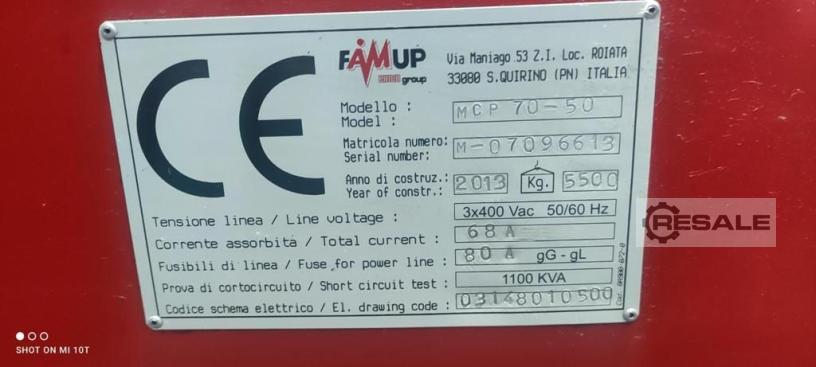 CE
FAMUP
group
Via Maniago 53 Z.I. Loc. ROIATA
33080 S.QUIRINO (PN) ITALIA
Modello :
Model :
MCP 70-50
Matricola numero:
Serial number:
M-07096613
Anno di costruz.:
Year of constr.:
2013
Kg.
5500
Tensione linea / Line voltage :
3x400 Vac 50/60 Hz
Corrente assorbita / Total current :
68 A
Fusibili di linea / Fuse for power line :
80 A gG - gL
Prova di cortocircuito / Short circuit test :
1100 KVA
Codice schema elettrico / El. drawing code :
03148010500
RESALE
SHOT ON MI 10T